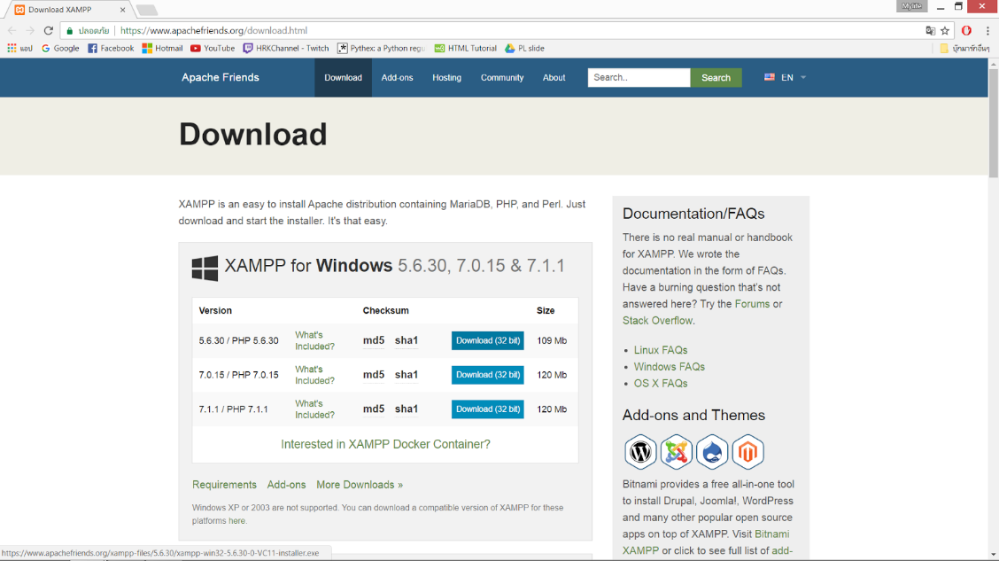 Download XAMPP
Mylife
ปลอดภัย https://www.apachefriends.org/download.html
แอป Google Facebook Hotmail YouTube HRKChannel - Twitch Pythex: a Python regu HTML Tutorial PL slide บุ๊กมาร์กอื่นๆ
Apache Friends Download Add-ons Hosting Community About Search.. Search EN
Download
XAMPP is an easy to install Apache distribution containing MariaDB, PHP, and Perl. Just
download and start the installer. It's that easy.
XAMPP for Windows 5.6.30, 7.0.15 & 7.1.1
Version Checksum Size
5.6.30 / PHP 5.6.30 What's Included? md5 sha1 Download (32 bit) 109 Mb
7.0.15 / PHP 7.0.15 What's Included? md5 sha1 Download (32 bit) 120 Mb
7.1.1 / PHP 7.1.1 What's Included? md5 sha1 Download (32 bit) 120 Mb
Interested in XAMPP Docker Container?
Requirements Add-ons More Downloads »
Windows XP or 2003 are not supported. You can download a compatible version of XAMPP for these
platforms here.
Documentation/FAQs
There is no real manual or handbook
for XAMPP. We wrote the
documentation in the form of FAQs.
Have a burning question that's not
answered here? Try the Forums or
Stack Overflow.
• Linux FAQs
• Windows FAQs
• OS X FAQs
Add-ons and Themes
Bitnami provides a free all-in-one tool
to install Drupal, Joomla!, WordPress
and many other popular open source
apps on top of XAMPP. Visit Bitnami
XAMPP or click to see full list of add-
https://www.apachefriends.org/xampp-files/5.6.30/xampp-win32-5.6.30-0-VC11-installer.exe